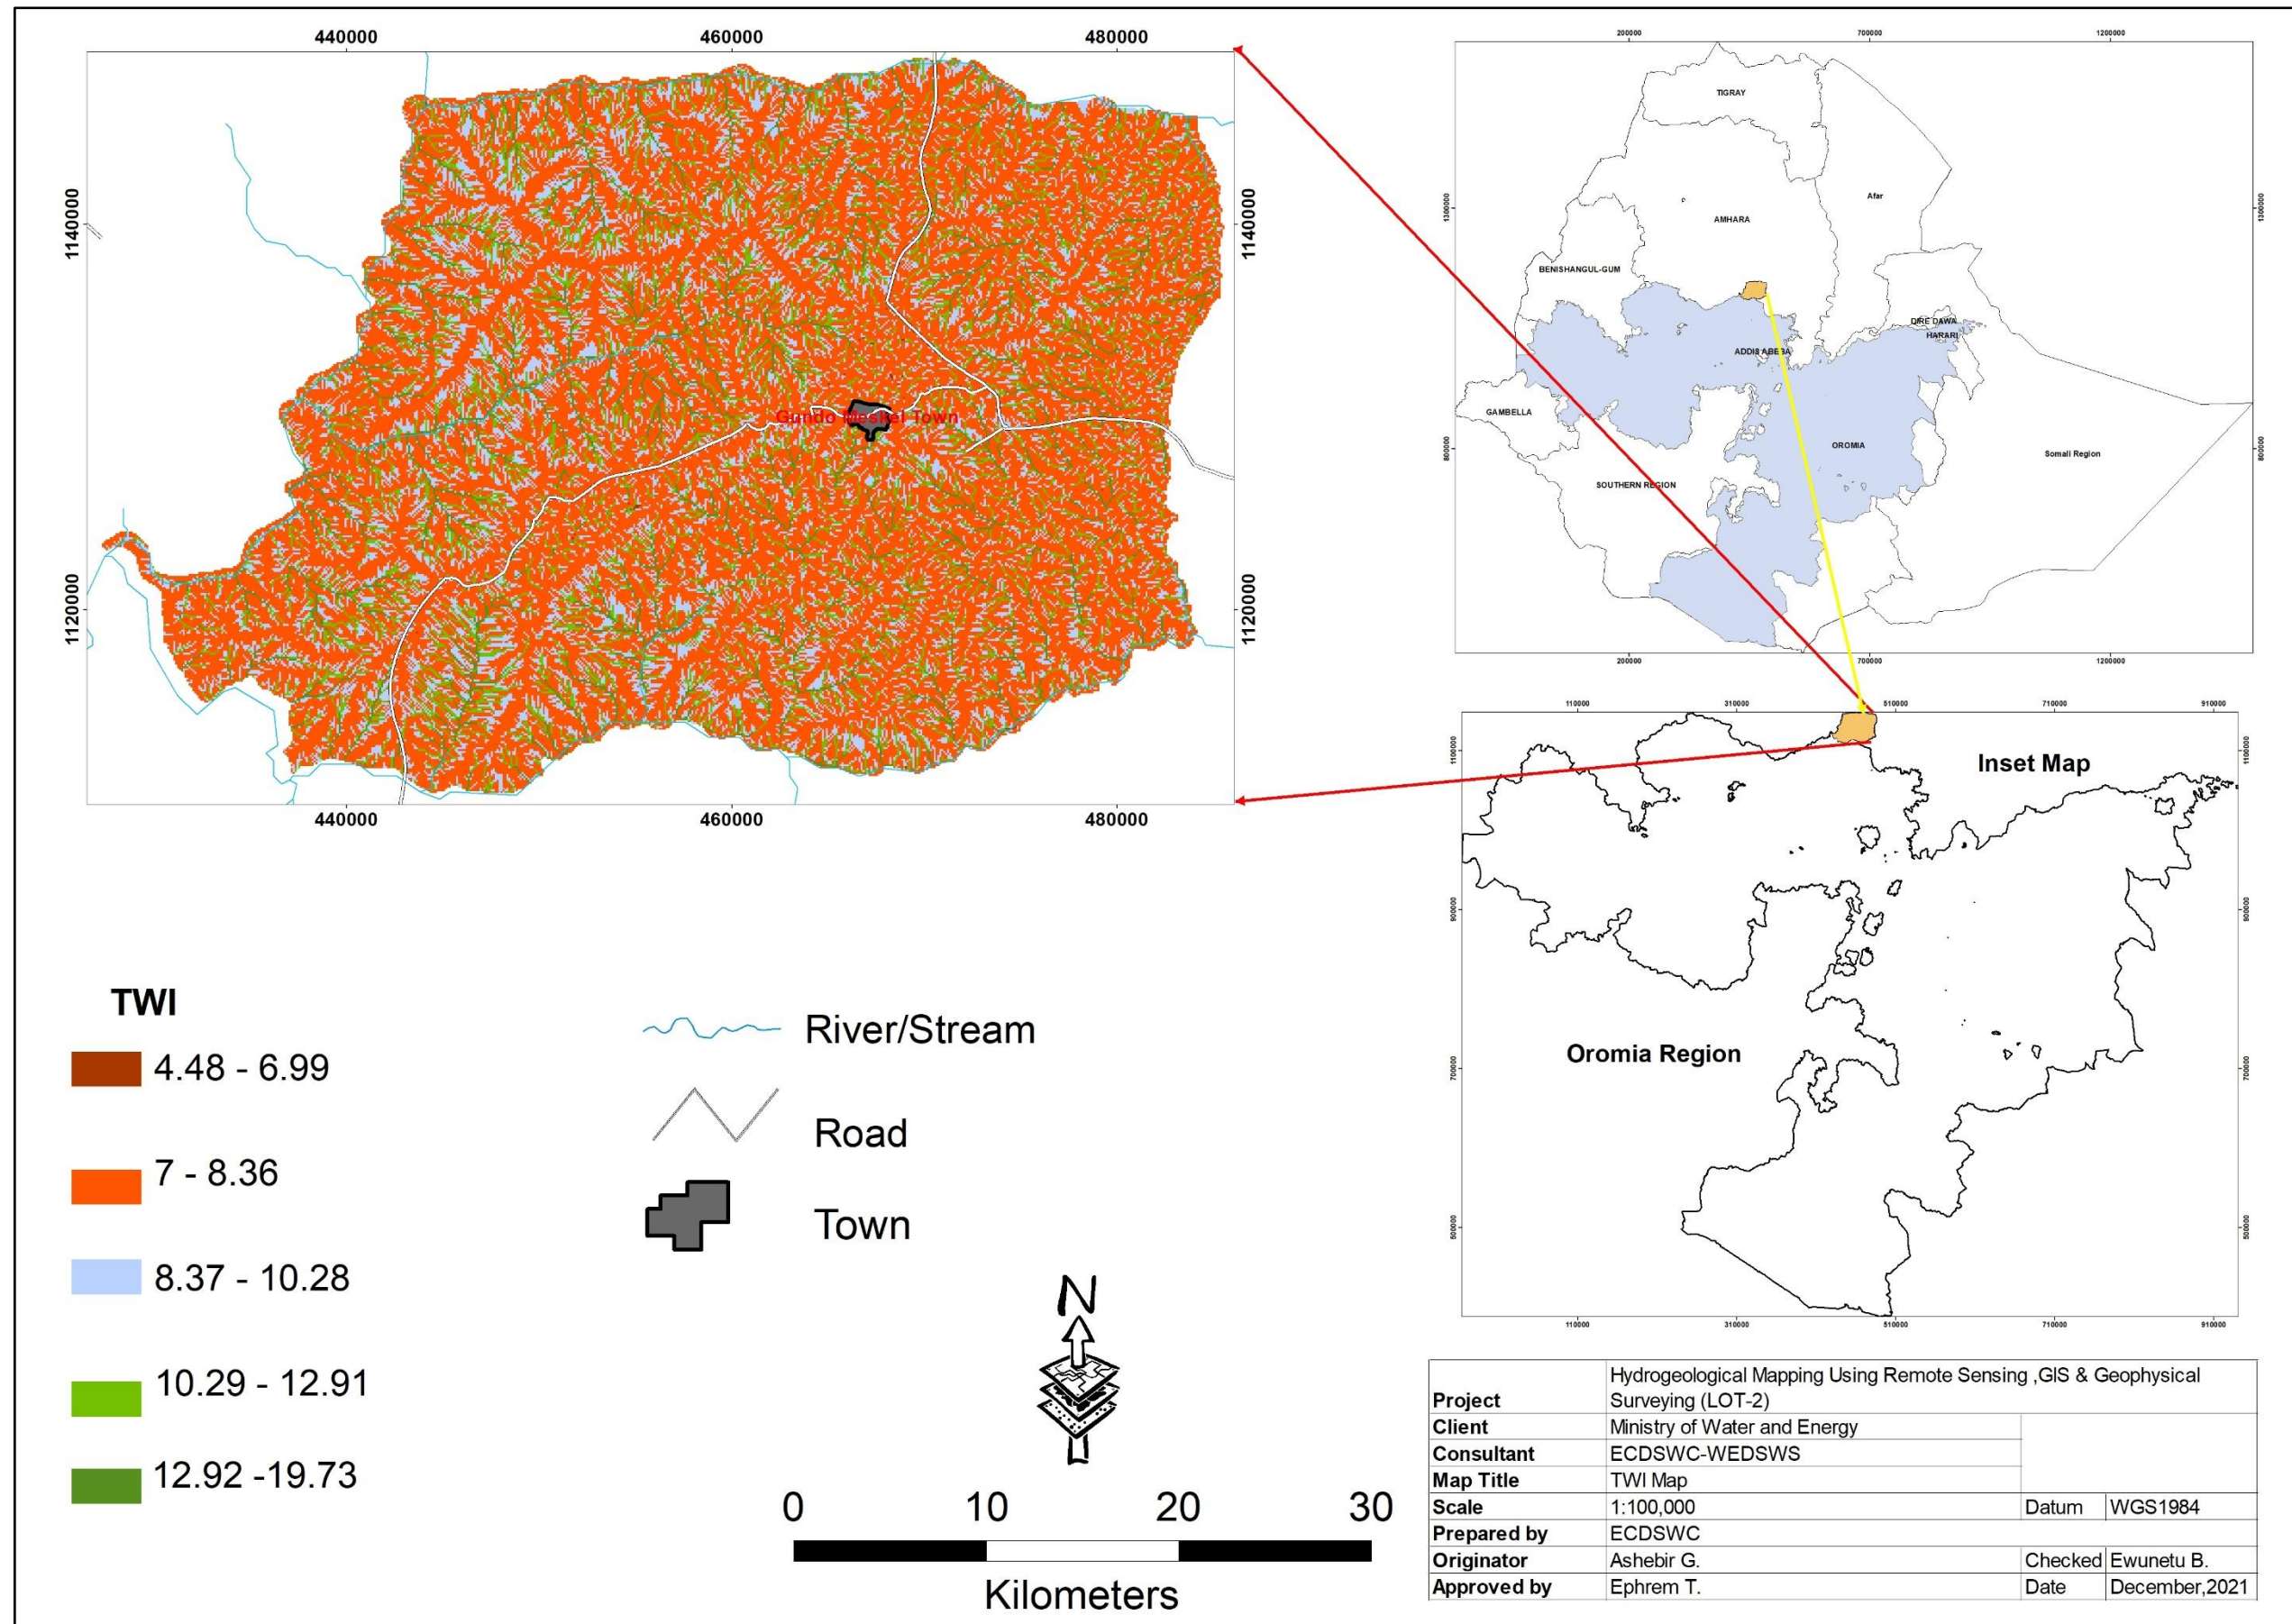 440000 460000 480000
1140000 1140000
1120000 1120000
Gundo Meskel Town
440000 460000 480000
200000 700000 1200000
TIGRAY
Afar
1300000 1300000
AMHARA
BENISHANGUL-GUM
DIRE DAWA
HARARI
ADDIS ABEBA
GAMBELLA
OROMIA
800000 800000
Somali Region
SOUTHERN REGION
200000 700000 1200000
110000 310000 510000 710000 910000
1100000 1100000
Inset Map
900000 900000
Oromia Region
700000 700000
500000 500000
110000 310000 510000 710000 910000
TWI
4.48 - 6.99
7 - 8.36
8.37 - 10.28
10.29 - 12.91
12.92 -19.73
River/Stream
Road
Town
N
0 10 20 30
Kilometers
Project Hydrogeological Mapping Using Remote Sensing ,GIS & Geophysical
Surveying (LOT-2)
Client Ministry of Water and Energy
Consultant ECDSWC-WEDSWS
Map Title TWI Map
Scale 1:100,000 Datum WGS1984
Prepared by ECDSWC
Originator Ashebir G. Checked Ewunetu B.
Approved by Ephrem T. Date December,2021